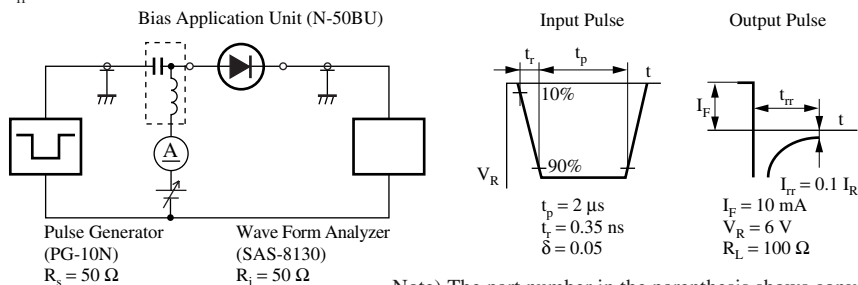 Bias Application Unit (N-50BU)
A
Pulse Generator
(PG-10N)
R_s = 50 Ω
Wave Form Analyzer
(SAS-8130)
R_i = 50 Ω
Input Pulse
t_r
t_p
t
10%
90%
V_R
t_p = 2 μs
t_r = 0.35 ns
δ = 0.05
Output Pulse
I_F
t_rr
t
I_rr = 0.1 I_R
I_F = 10 mA
V_R = 6 V
R_L = 100 Ω